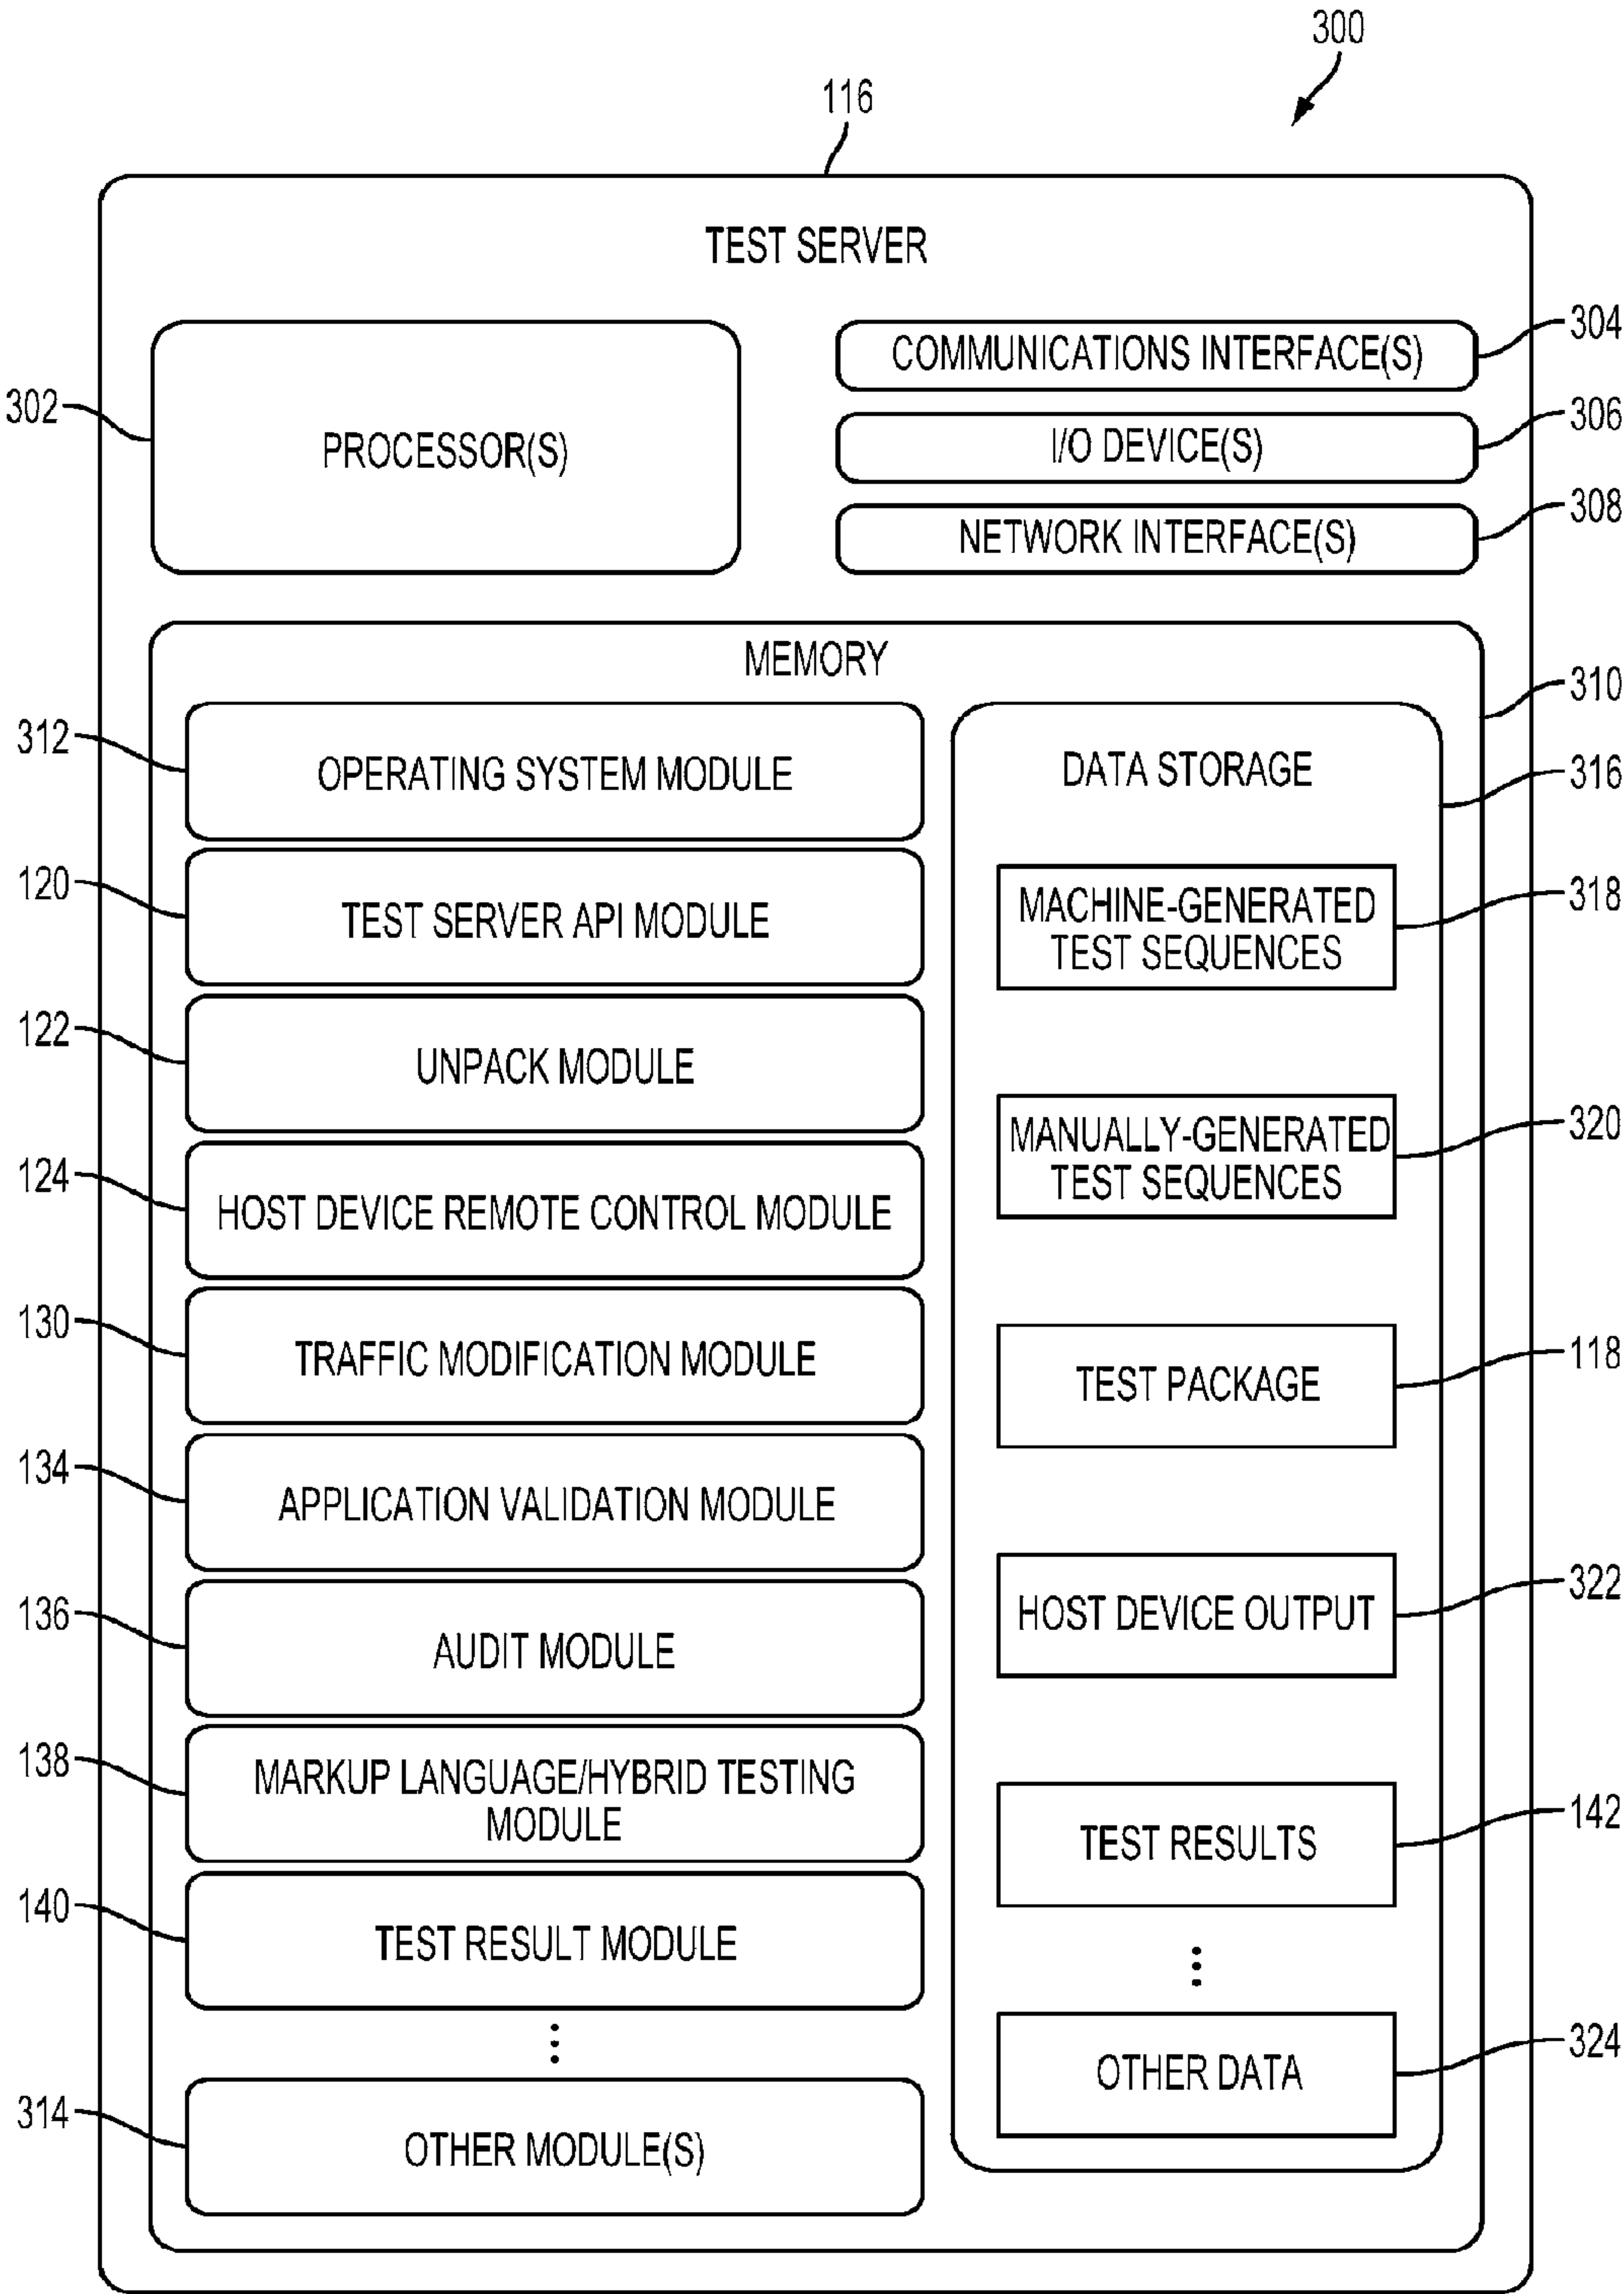 300
116
TEST SERVER
302
PROCESSOR(S)
COMMUNICATIONS INTERFACE(S)
304
I/O DEVICE(S)
306
NETWORK INTERFACE(S)
308
MEMORY
310
312
OPERATING SYSTEM MODULE
120
TEST SERVER API MODULE
122
UNPACK MODULE
124
HOST DEVICE REMOTE CONTROL MODULE
130
TRAFFIC MODIFICATION MODULE
134
APPLICATION VALIDATION MODULE
136
AUDIT MODULE
138
MARKUP LANGUAGE/HYBRID TESTING
MODULE
140
TEST RESULT MODULE
314
OTHER MODULE(S)
DATA STORAGE
316
MACHINE-GENERATED
TEST SEQUENCES
318
MANUALLY-GENERATED
TEST SEQUENCES
320
TEST PACKAGE
118
HOST DEVICE OUTPUT
322
TEST RESULTS
142
OTHER DATA
324